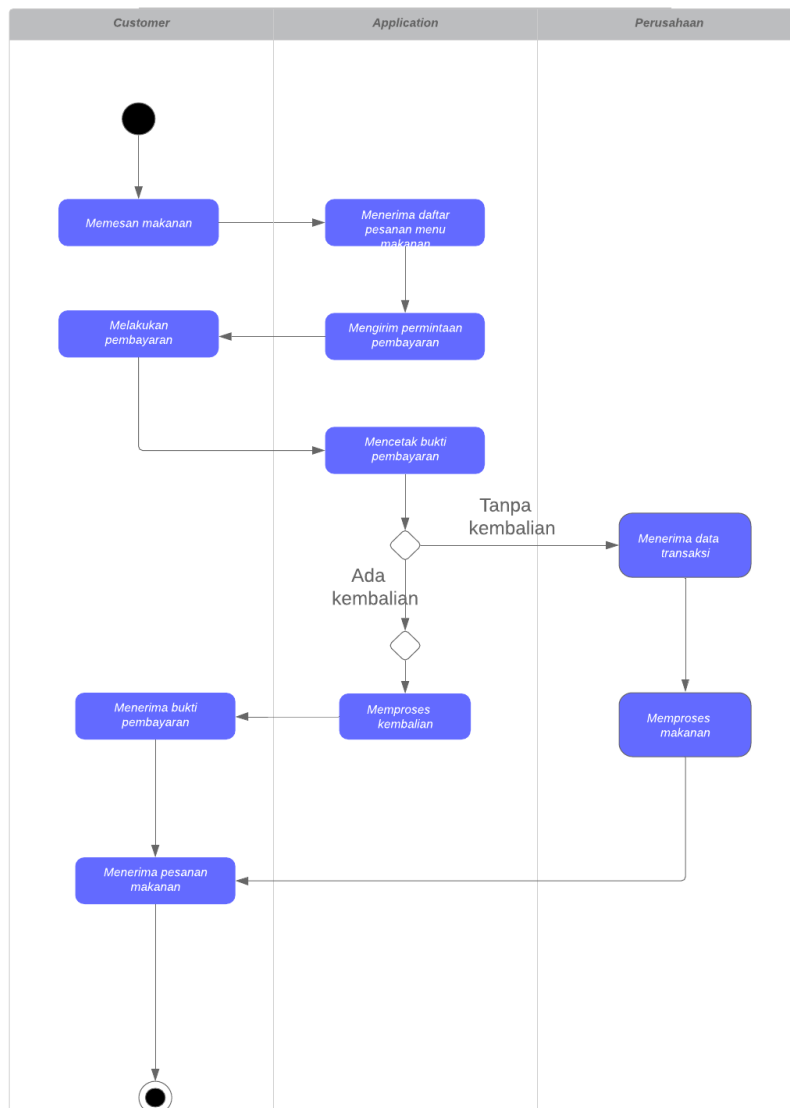 Customer
Application
Perusahaan
Memesan makanan
Menerima daftar
pesanan menu
makanan
Melakukan
pembayaran
Mengirim permintaan
pembayaran
Mencetak bukti
pembayaran
Tanpa
kembalian
Menerima data
transaksi
Ada
kembalian
Menerima bukti
pembayaran
Memproses
kembalian
Memproses
makanan
Menerima pesanan
makanan